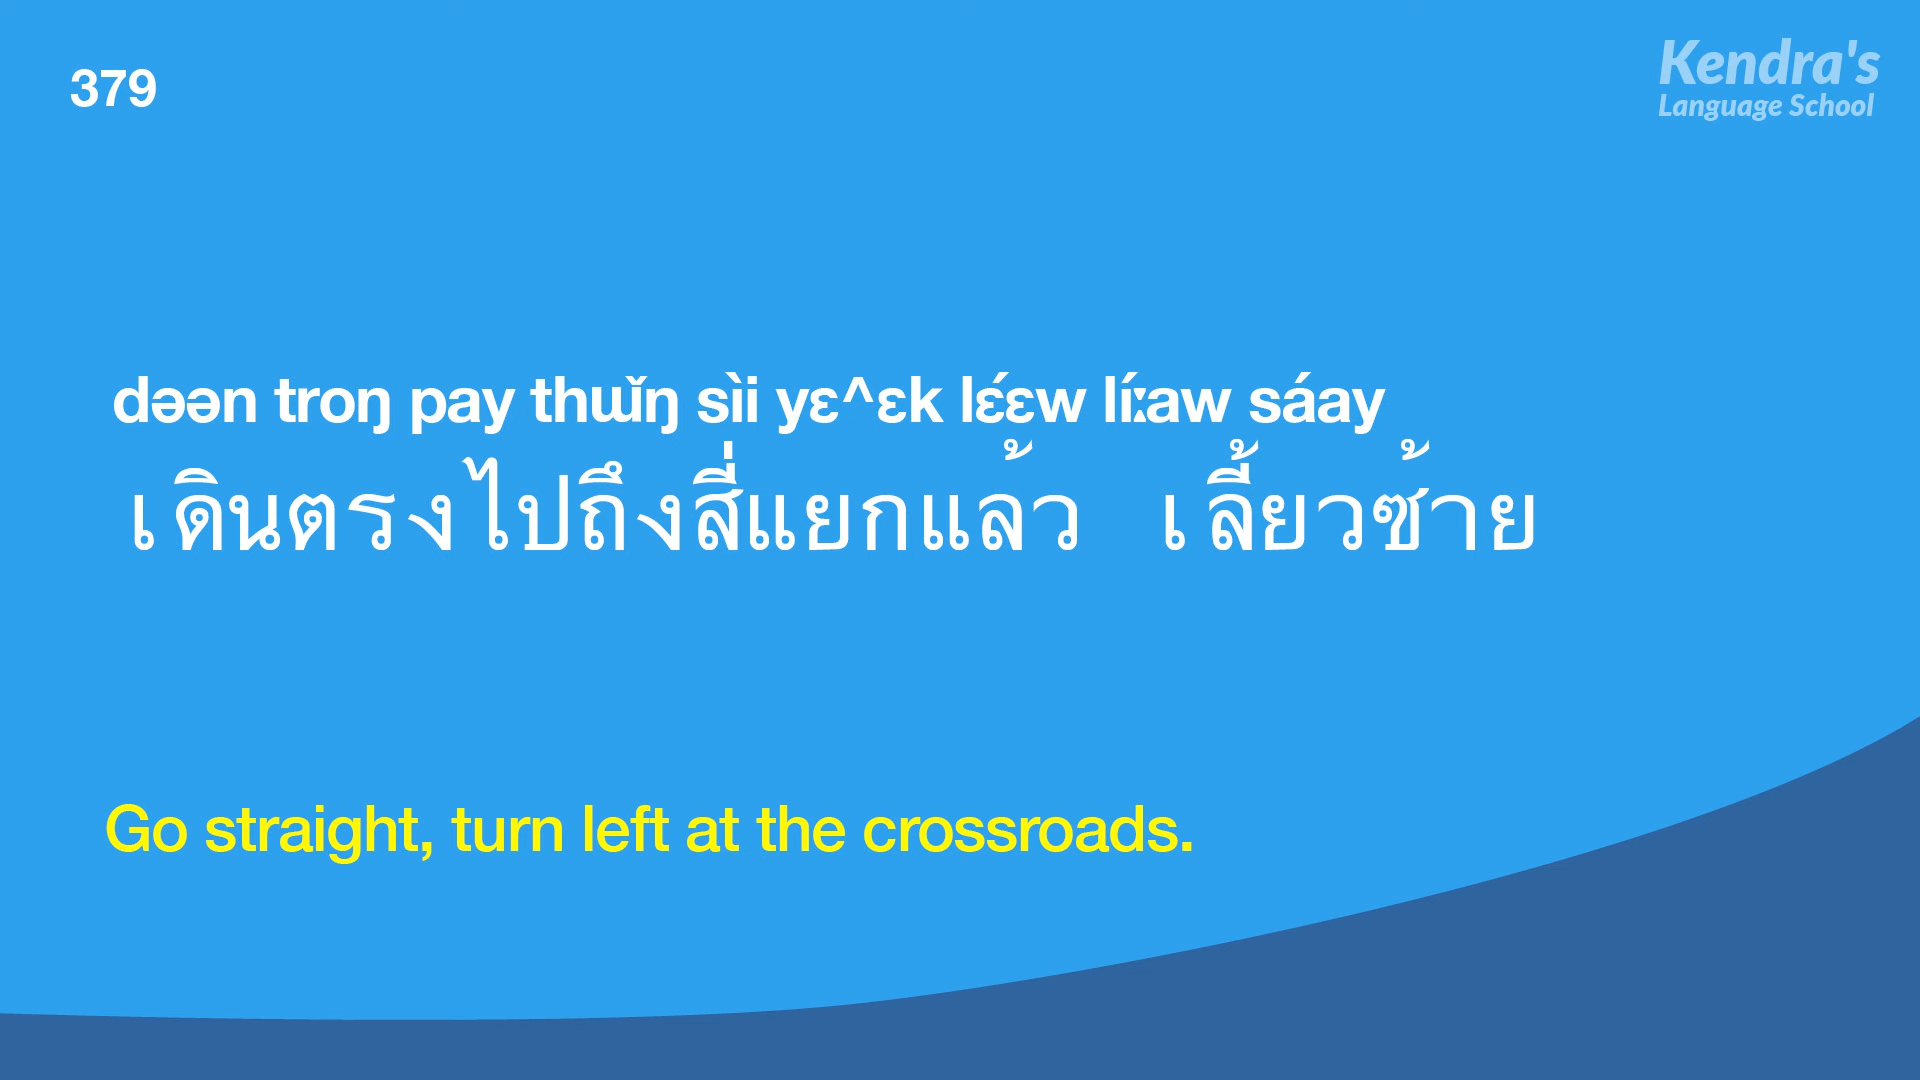 379
Kendra's
Language School
dəən troŋ pay thɯ̌ŋ sìi yɛ^ɛk lɛ́ɛw líːaw sáay
เดินตรงไปถึงสี่แยกแล้ว เลี้ยวซ้าย
Go straight, turn left at the crossroads.